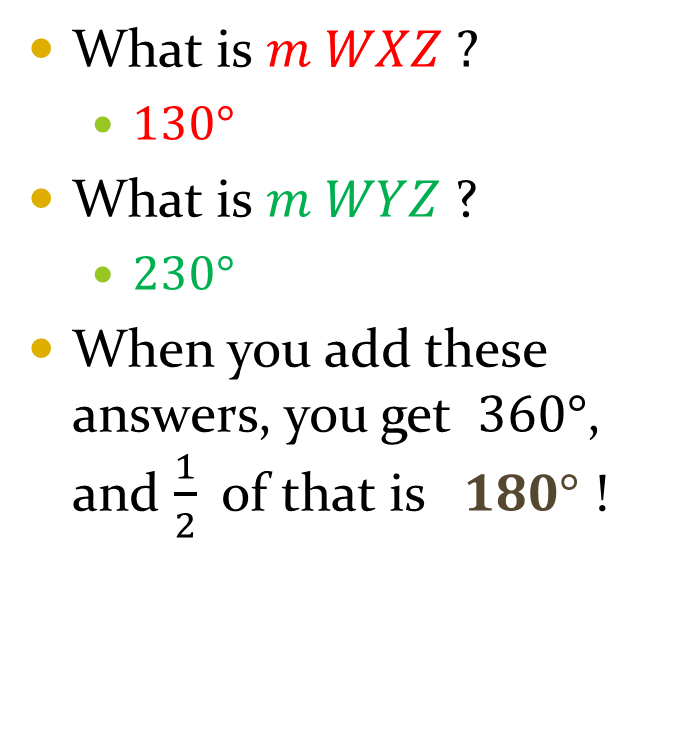 • What is m WXZ ?
• 130°
• What is m WYZ ?
• 230°
• When you add these
answers, you get 360°,
and 1/2 of that is 180° !